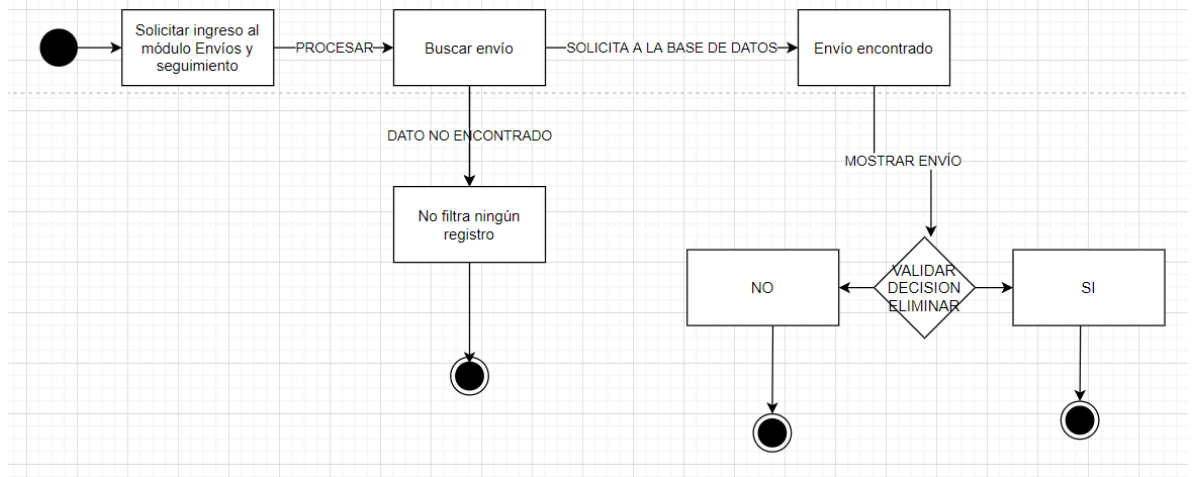 Solicitar ingreso al
módulo Envíos y
seguimiento
PROCESAR
Buscar envío
SOLICITA A LA BASE DE DATOS
Envío encontrado
DATO NO ENCONTRADO
MOSTRAR ENVÍO
No filtra ningún
registro
NO
VALIDAR
DECISION
ELIMINAR
SI